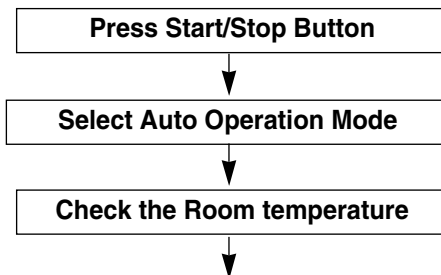 Press Start/Stop Button
Select Auto Operation Mode
Check the Room temperature